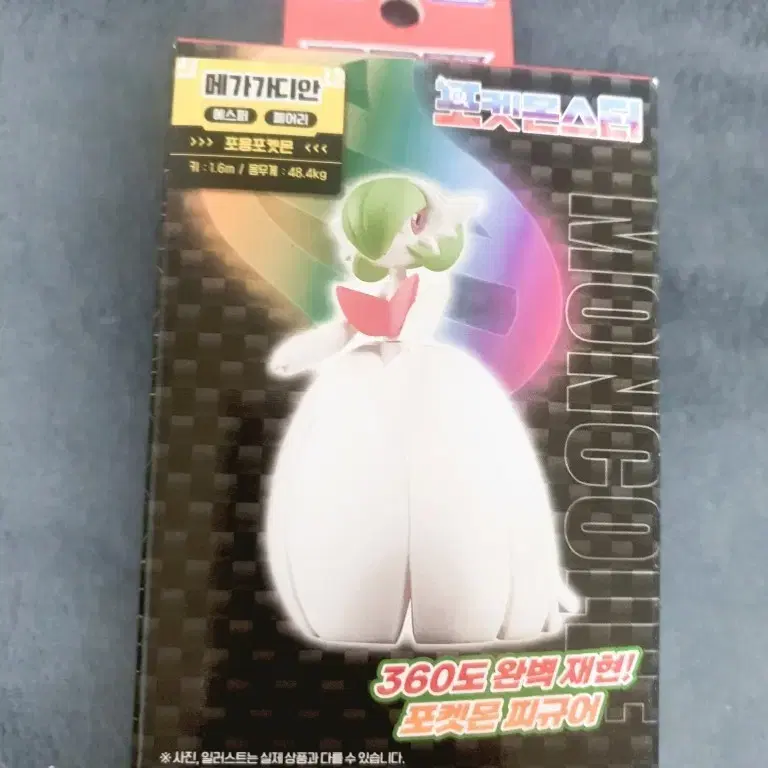 메가가디안
에스퍼 페어리
>>> 포옹포켓몬 <<<
키 : 1.6m / 몸무게 : 48.4kg
포켓몬스터
MONCOLLE
360도 완벽 재현!
포켓몬 피규어
※사진, 일러스트는 실제 상품과 다를 수 있습니다.